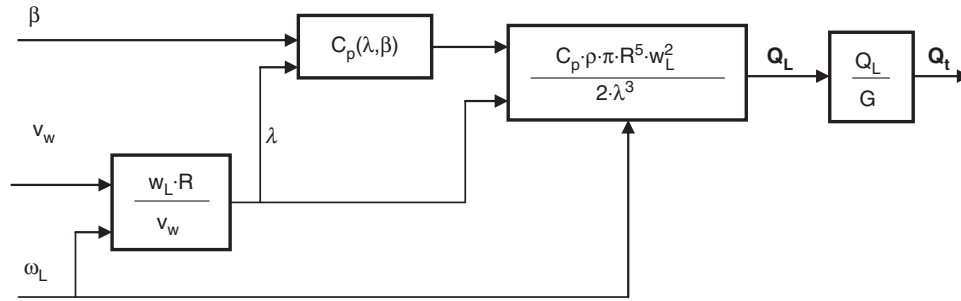 β
C_p(λ,β)
C_p·ρ·π·R^5·w_L^2
2·λ^3
Q_L
Q_L
G
Q_t
λ
v_w
w_L·R
v_w
ω_L